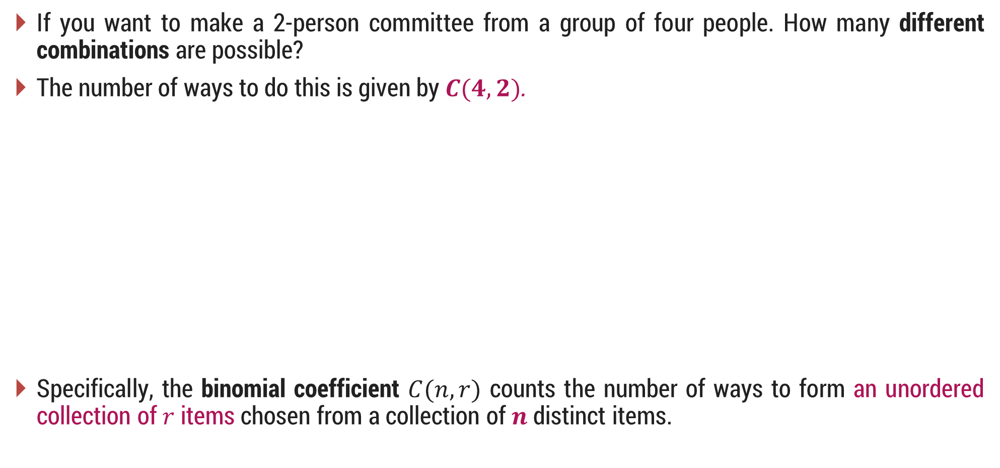 If you want to make a 2-person committee from a group of four people. How many different
combinations are possible?
The number of ways to do this is given by C(4, 2).
Specifically, the binomial coefficient C(n, r) counts the number of ways to form an unordered
collection of r items chosen from a collection of n distinct items.